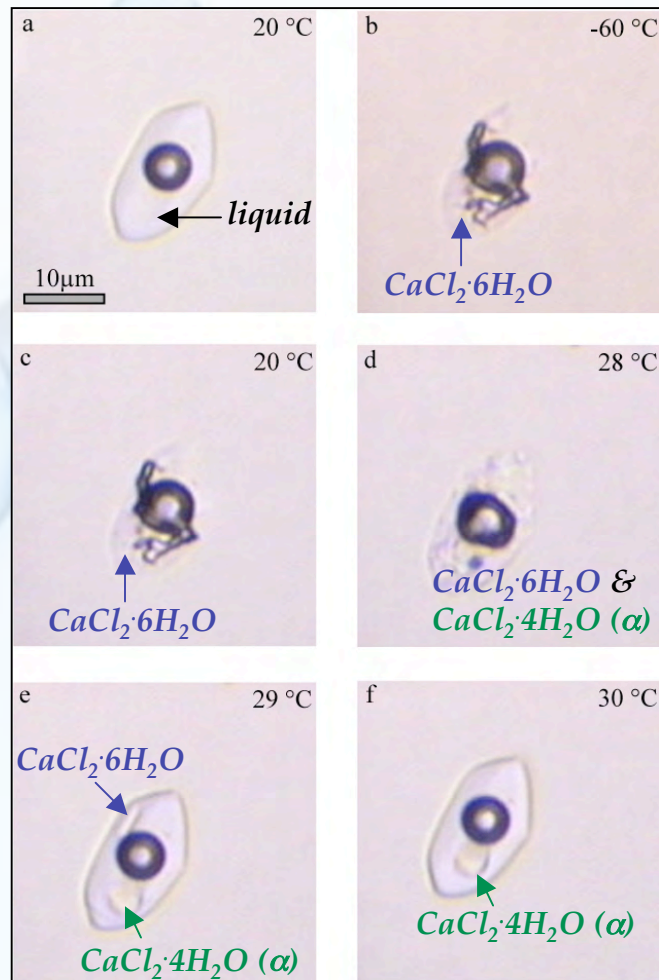 a 20 °C
liquid
10µm
b -60 °C
CaCl₂·6H₂O
c 20 °C
CaCl₂·6H₂O
d 28 °C
CaCl₂·6H₂O &
CaCl₂·4H₂O (α)
e 29 °C
CaCl₂·6H₂O
CaCl₂·4H₂O (α)
f 30 °C
CaCl₂·4H₂O (α)